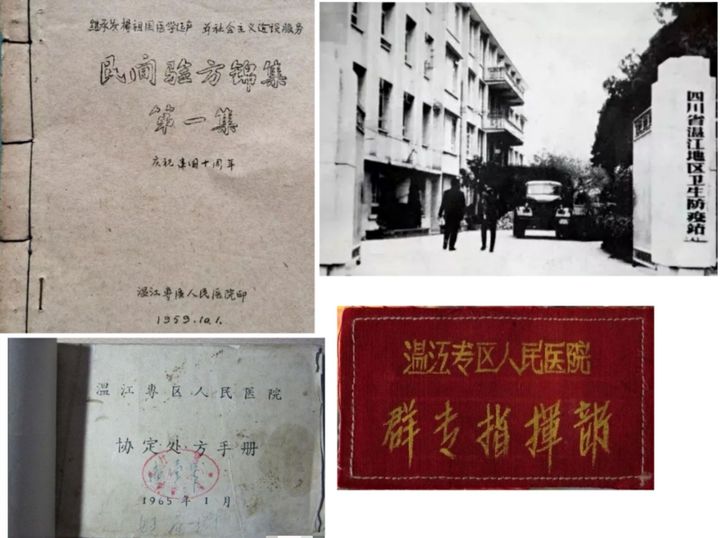 继承发扬祖国医学遗产 为社会主义建设服务
民间验方锦集
第一集
庆祝建国十周年
温江專区人民医院印
1959.10.1.
四川省温江地区卫生防疫站
温江專区人民医院
协定处方手册
1965年1月
温江专区人民医院
群专指揮部